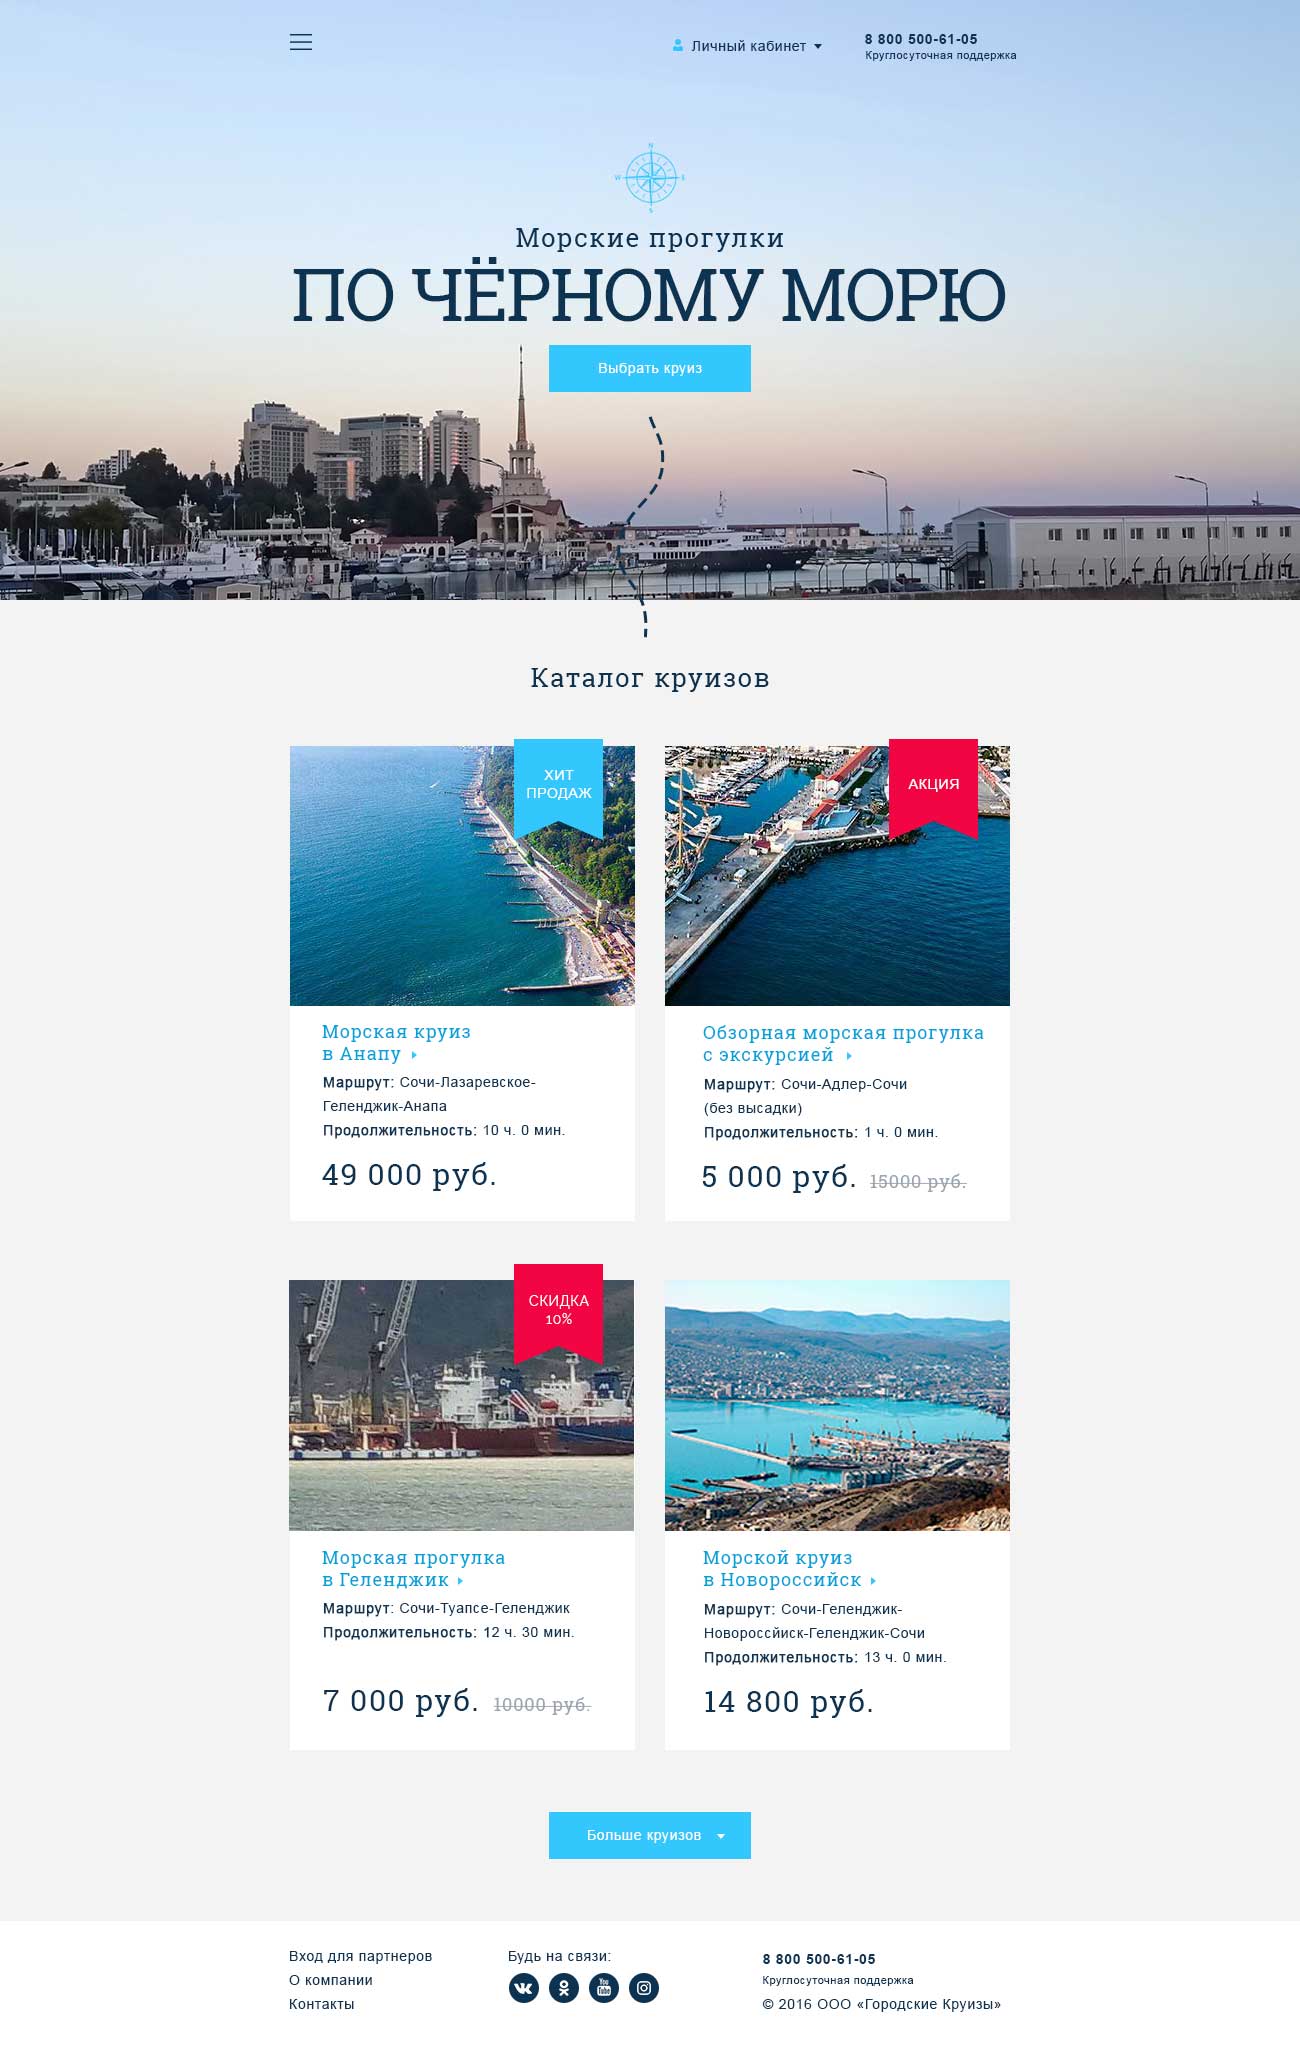 Личный кабинет
8 800 500-61-05
Круглосуточная поддержка
N
W
E
S
Морские прогулки
ПО ЧЁРНОМУ МОРЮ
Выбрать круиз
Каталог круизов
ХИТ
ПРОДАЖ
Морская круиз
в Анапу
Маршрут: Сочи-Лазаревское-
Геленджик-Анапа
Продолжительность: 10 ч. 0 мин.
49 000 руб.
АКЦИЯ
Обзорная морская прогулка
с экскурсией
Маршрут: Сочи-Адлер-Сочи
(без высадки)
Продолжительность: 1 ч. 0 мин.
5 000 руб. 15000 руб.
СКИДКА
10%
Морская прогулка
в Геленджик
Маршрут: Сочи-Туапсе-Геленджик
Продолжительность: 12 ч. 30 мин.
7 000 руб. 10000 руб.
Морской круиз
в Новороссийск
Маршрут: Сочи-Геленджик-
Новороссйиск-Геленджик-Сочи
Продолжительность: 13 ч. 0 мин.
14 800 руб.
Больше круизов
Вход для партнеров
О компании
Контакты
Будь на связи:
You
Tube
8 800 500-61-05
Круглосуточная поддержка
© 2016 ООО «Городские Круизы»